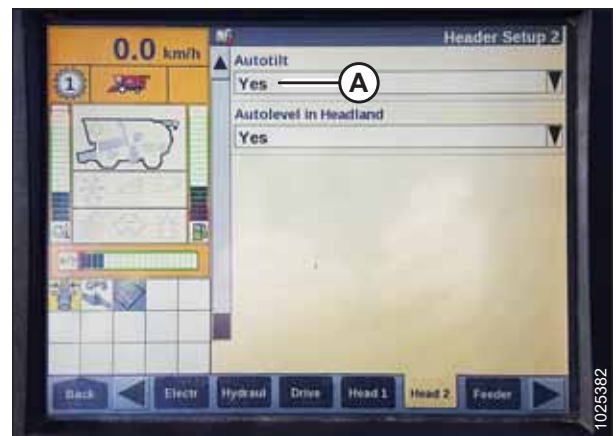 0.0 km/h
Header Setup 2
Autotilt
Yes
A
1
Autolevel in Headland
Yes
GPS
Back
Electr
Hydraul
Drive
Head 1
Head 2
Feeder
1025382